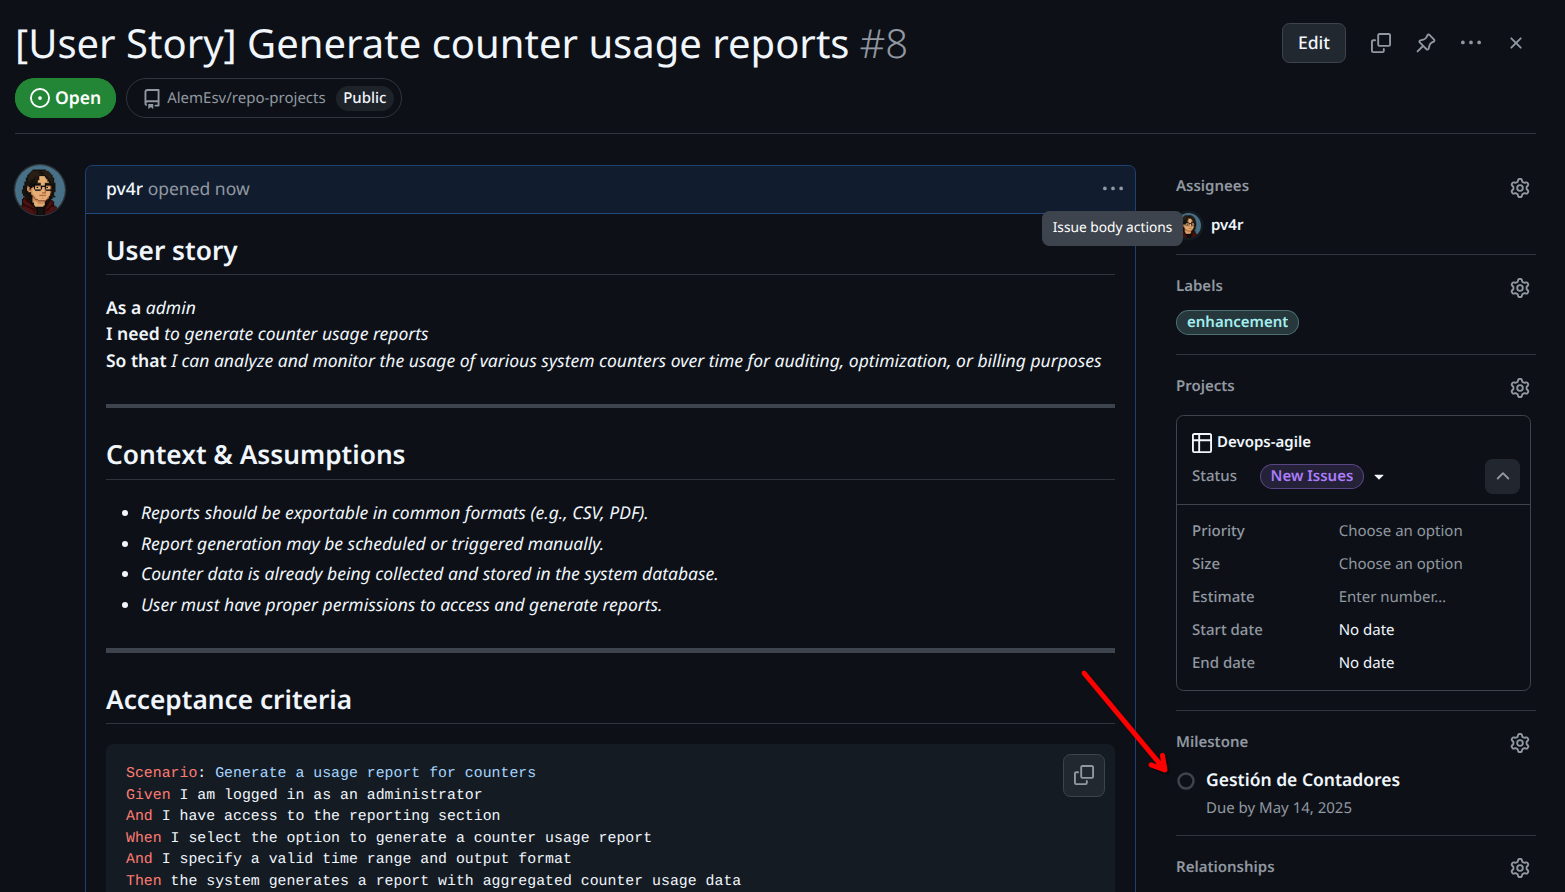 [User Story] Generate counter usage reports #8
Edit
Open
AlemEsv/repo-projects Public
pv4r opened now
Issue body actions
User story
As a admin
I need to generate counter usage reports
So that I can analyze and monitor the usage of various system counters over time for auditing, optimization, or billing purposes
Context & Assumptions
Reports should be exportable in common formats (e.g., CSV, PDF).
Report generation may be scheduled or triggered manually.
Counter data is already being collected and stored in the system database.
User must have proper permissions to access and generate reports.
Acceptance criteria
Scenario: Generate a usage report for counters
Given I am logged in as an administrator
And I have access to the reporting section
When I select the option to generate a counter usage report
And I specify a valid time range and output format
Then the system generates a report with aggregated counter usage data
Assignees
pv4r
Labels
enhancement
Projects
Devops-agile
Status New Issues
Priority Choose an option
Size Choose an option
Estimate Enter number...
Start date No date
End date No date
Milestone
Gestión de Contadores
Due by May 14, 2025
Relationships